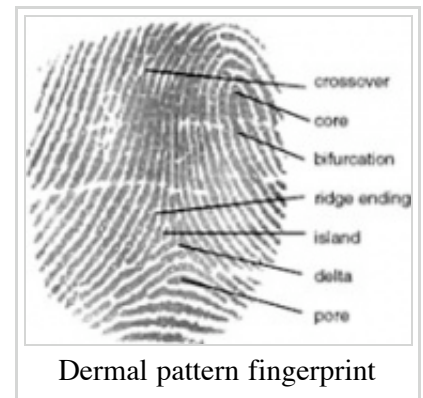 crossover
core
bifurcation
ridge ending
island
delta
pore
Dermal pattern fingerprint